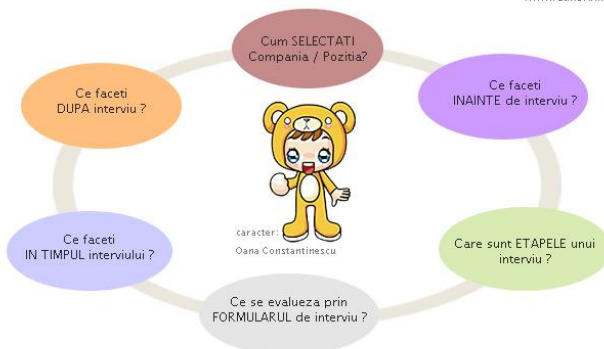 Cum SELECTATI
Compania / Pozitia?
Ce faceti
INAINTE de interviu ?
Care sunt ETAPELE unui
interviu ?
Ce se evalueza prin
FORMULARUL de interviu ?
Ce faceti
IN TIMPUL interviului ?
Ce faceti
DUPA interviu ?
caracter:
Oana Constantinescu